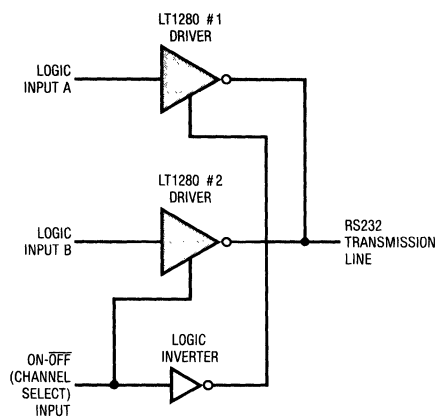 LT1280 #1
DRIVER
LOGIC
INPUT A
LT1280 #2
DRIVER
LOGIC
INPUT B
RS232
TRANSMISSION
LINE
LOGIC
INVERTER
ON-OFF
(CHANNEL
SELECT)
INPUT